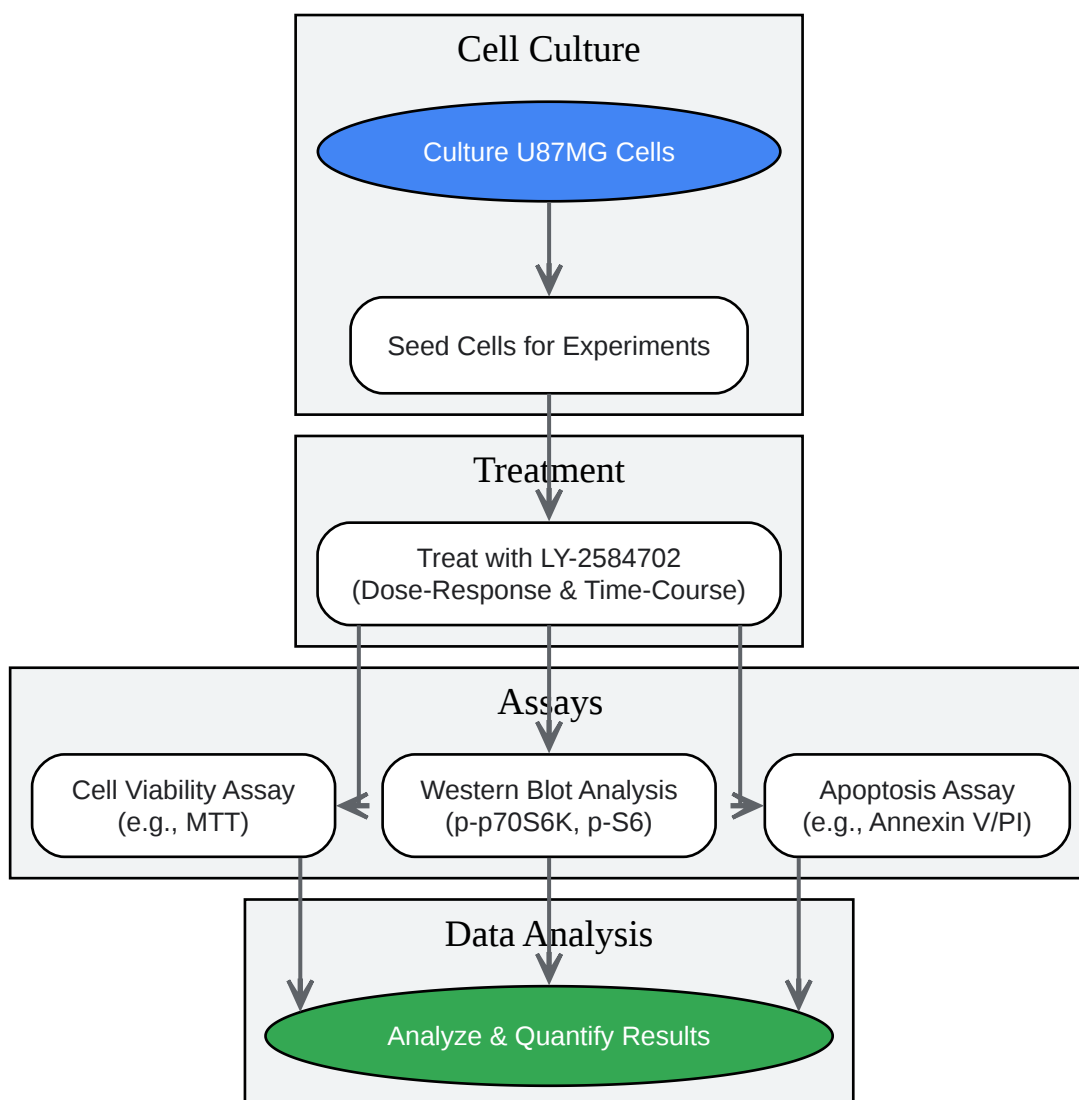 Cell Culture
Culture U87MG Cells
Seed Cells for Experiments
Treatment
Treat with LY-2584702
(Dose-Response & Time-Course)
Assays
Cell Viability Assay
(e.g., MTT)
Western Blot Analysis
(p-p70S6K, p-S6)
Apoptosis Assay
(e.g., Annexin V/PI)
Data Analysis
Analyze & Quantify Results